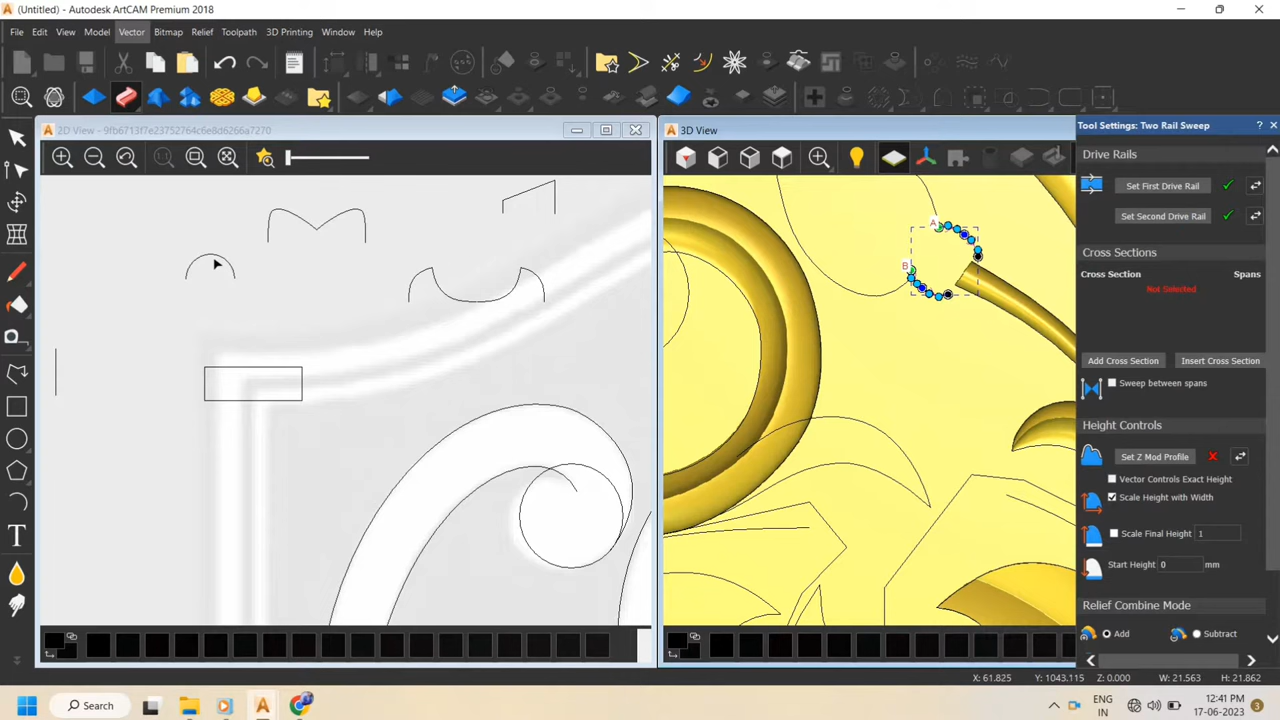 (Untitled) - Autodesk ArtCAM Premium 2018
File Edit View Model Vector Bitmap Relief Toolpath 3D Printing Window Help
2D View - 9fb6713f7e23752764c6e8d6266a7270
3D View
Tool Settings: Two Rail Sweep ? ×
Drive Rails
Set First Drive Rail
Set Second Drive Rail
Cross Sections
Cross Section Spans
Not Selected
Add Cross Section Insert Cross Section
Sweep between spans
Height Controls
Set Z Mod Profile
Vector Controls Exact Height
Scale Height with Width
Scale Final Height 1
Start Height 0 mm
Relief Combine Mode
Add Subtract
A
B
X: 61.825 Y: 1043.115 Z: 0.000 W: 21.563 H: 21.862
Search
ENG
IN
12:41 PM
17-06-2023
3